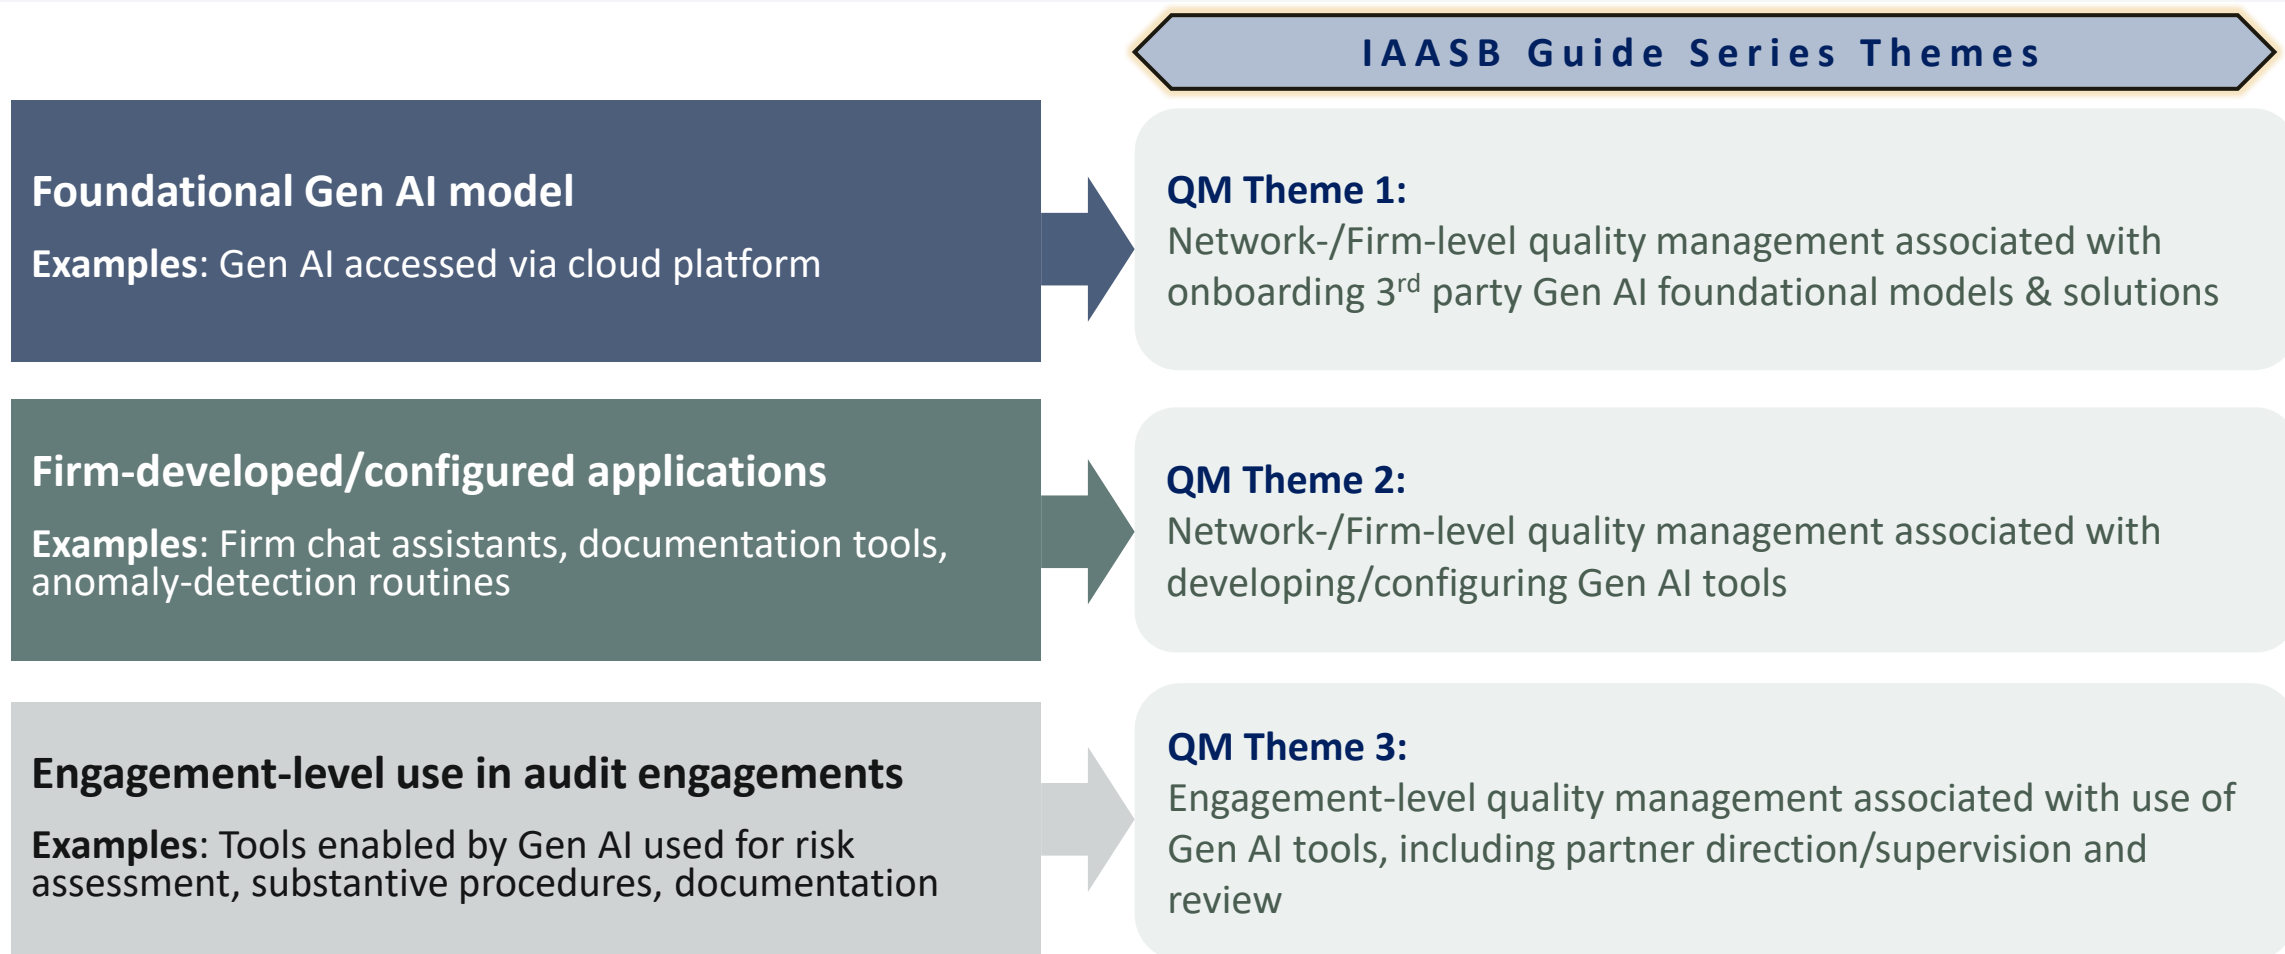 IAASB Guide Series Themes
Foundational Gen AI model
Examples: Gen AI accessed via cloud platform
QM Theme 1:
Network-/Firm-level quality management associated with
onboarding 3rd party Gen AI foundational models & solutions
Firm-developed/configured applications
Examples: Firm chat assistants, documentation tools,
anomaly-detection routines
QM Theme 2:
Network-/Firm-level quality management associated with
developing/configuring Gen AI tools
Engagement-level use in audit engagements
Examples: Tools enabled by Gen AI used for risk
assessment, substantive procedures, documentation
QM Theme 3:
Engagement-level quality management associated with use of
Gen AI tools, including partner direction/supervision and
review